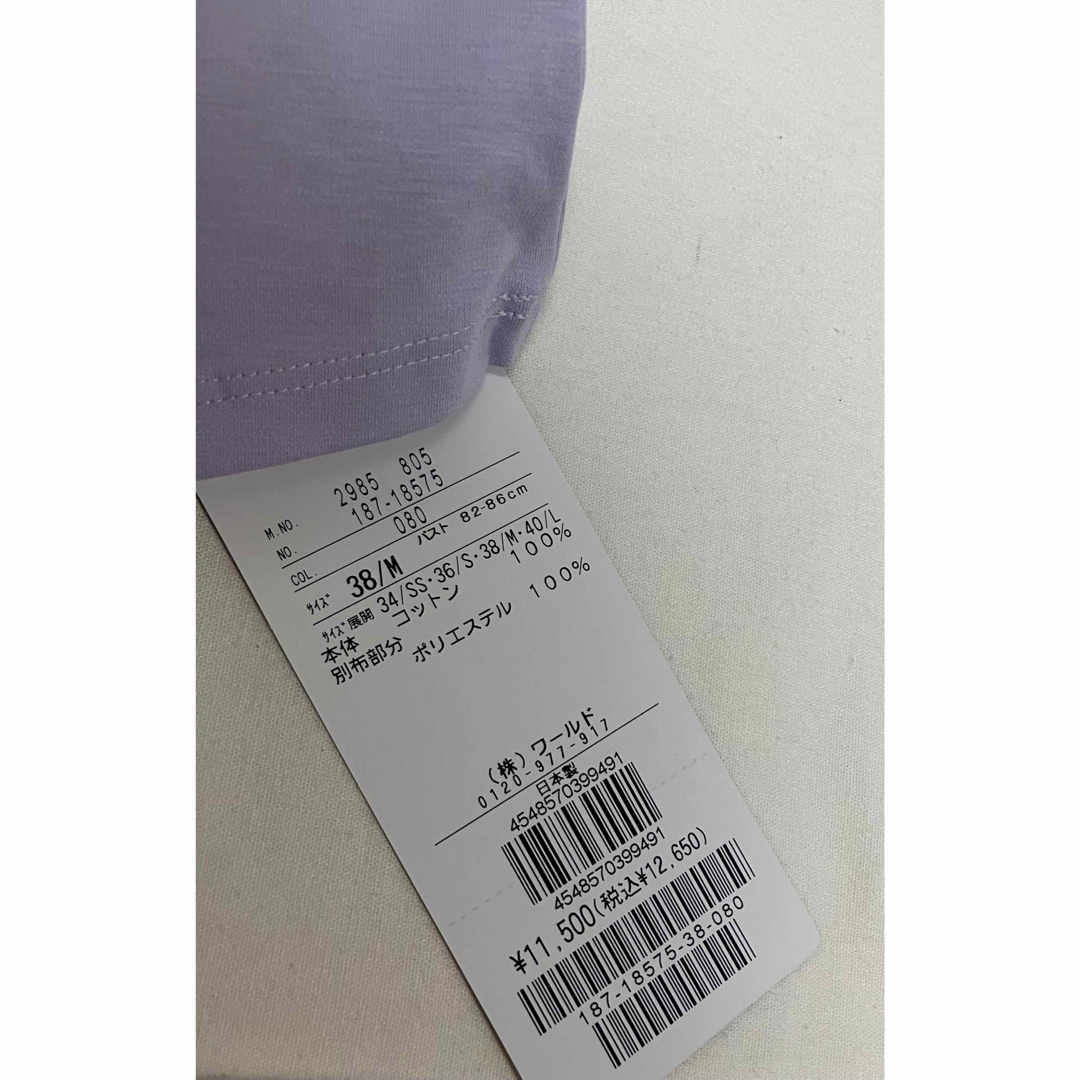 M.NO. 2985 805
NO. 187-18575
COL. 080
ｻｲｽﾞ 38/M バスト 82-86cm
ｻｲｽﾞ展開 34/SS・36/S・38/M・40/L
本体 コットン 100%
別布部分 ポリエステル 100%
(株)ワールド
0120-977-917
日本製
4548570399491
4548570399491
¥11,500(税込¥12,650)
187-18575-38-080